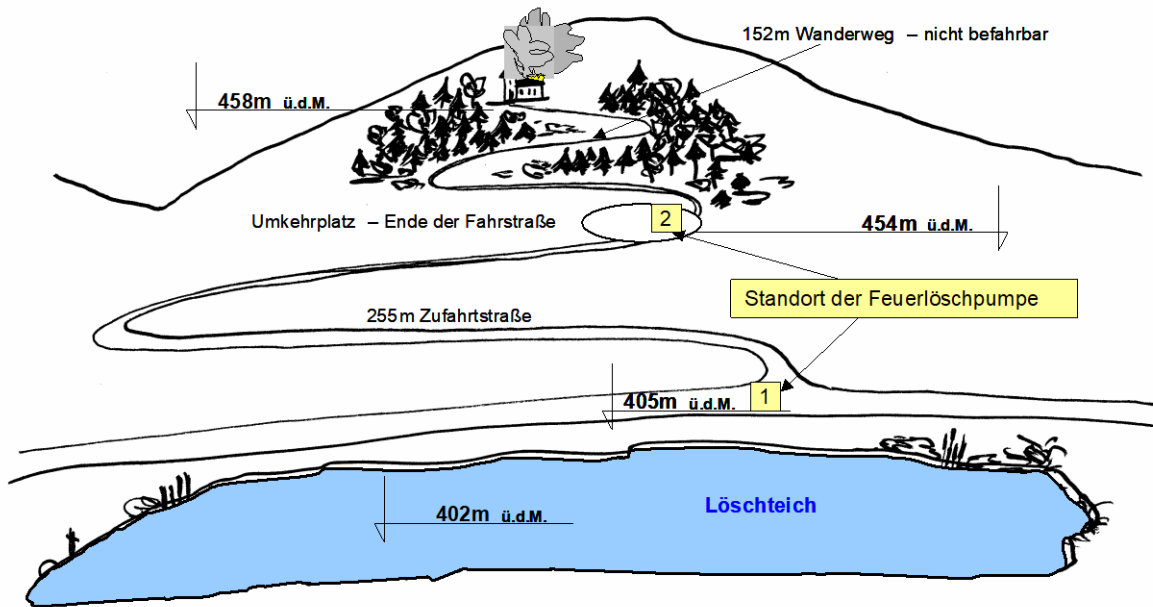 152m Wanderweg – nicht befahrbar
458m ü.d.M.
Umkehrplatz – Ende der Fahrstraße
2
454m ü.d.M.
Standort der Feuerlöschpumpe
255m Zufahrtstraße
405m ü.d.M.
1
Löschteich
402m ü.d.M.